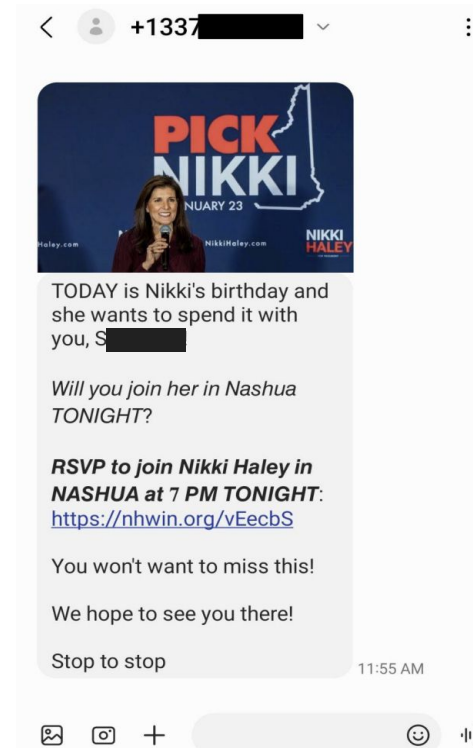 +1337
PICK
NIKKI
NUARY 23
Haley.com
NikkiHaley.com
NIKKI
HALEY
TODAY is Nikki's birthday and
she wants to spend it with
you, S
Will you join her in Nashua
TONIGHT?
RSVP to join Nikki Haley in
NASHUA at 7 PM TONIGHT:
https://nhwin.org/vEecbS
You won't want to miss this!
We hope to see you there!
Stop to stop
11:55 AM